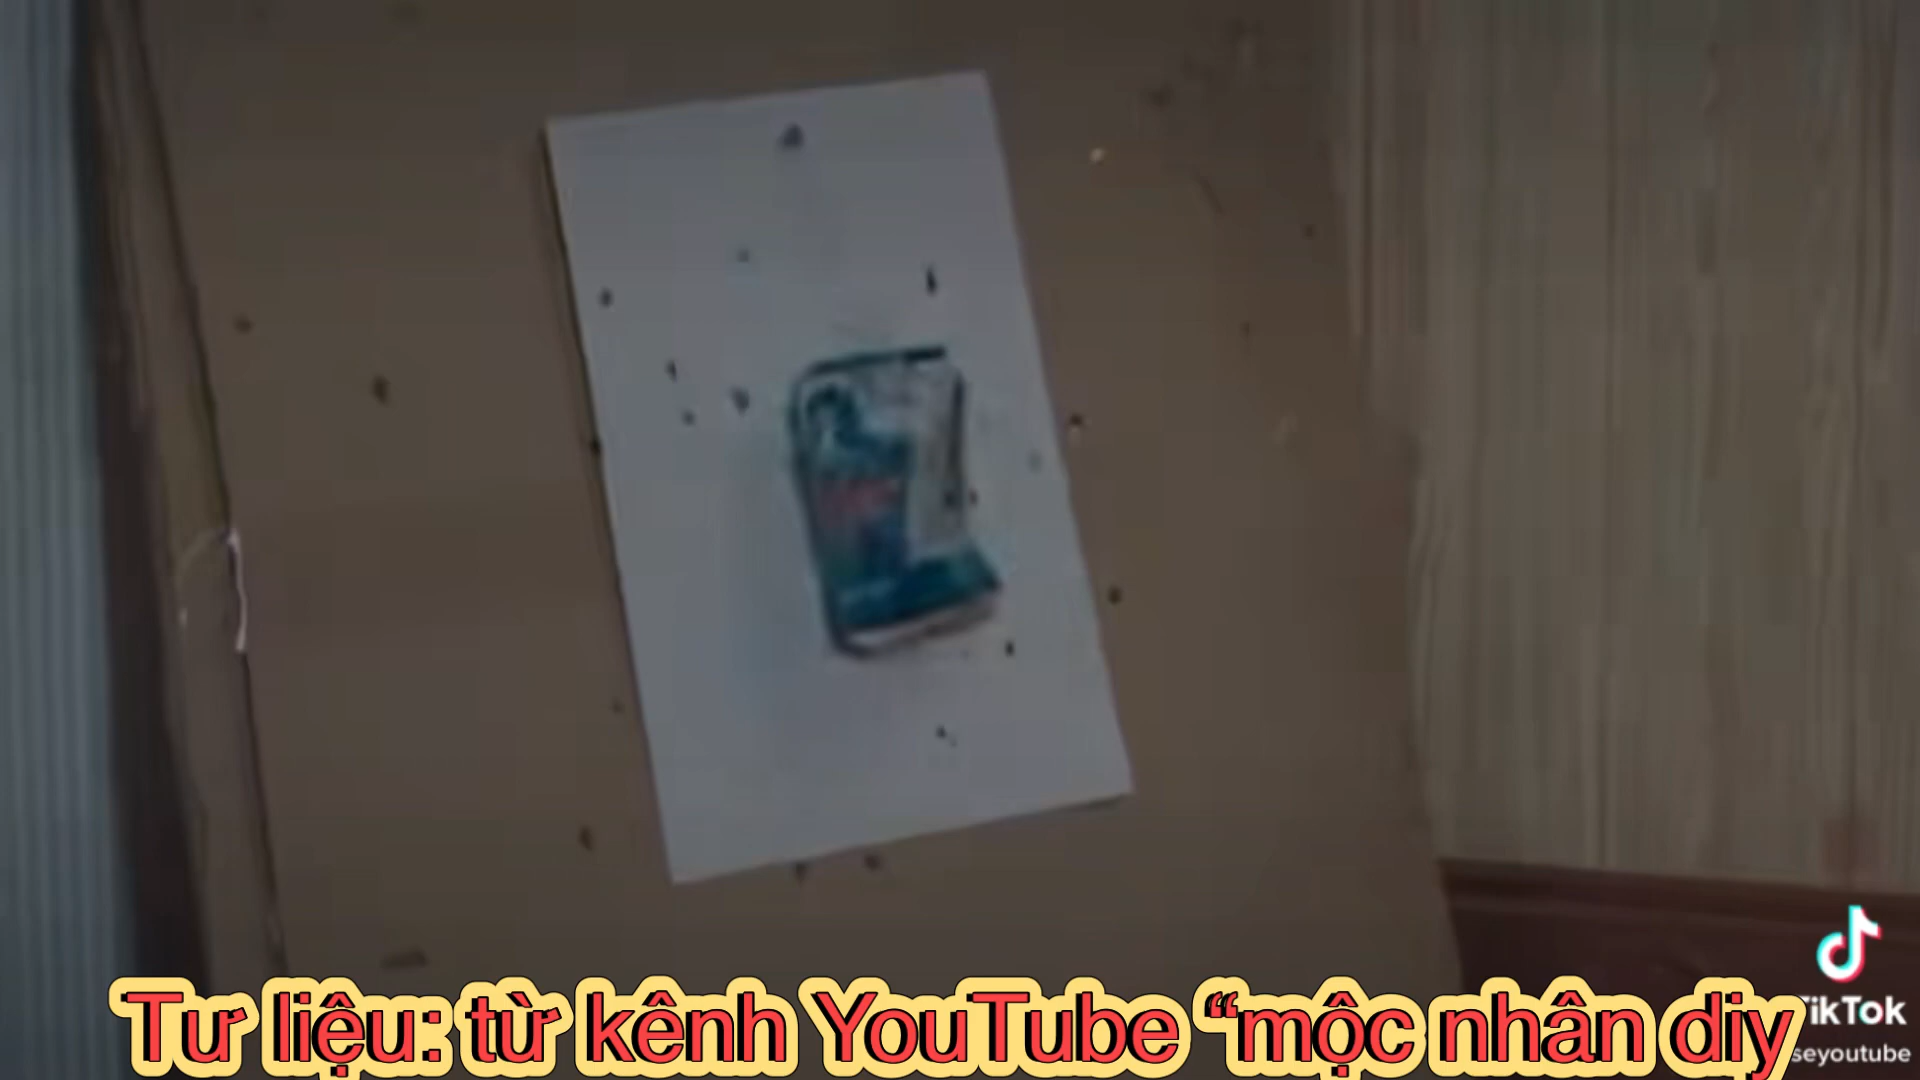 Tư liệu: từ kênh YouTube “mộc nhân diy
TikTok
seyoutube